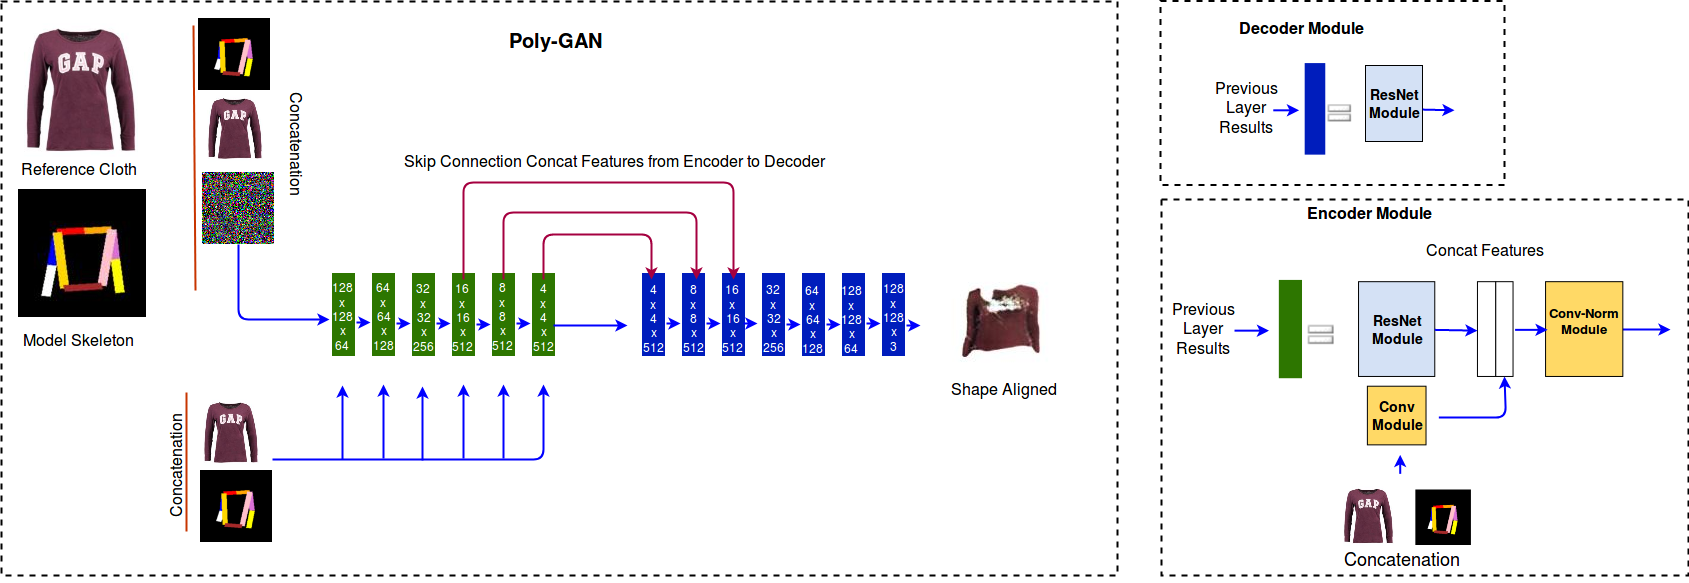 Poly-GAN
GAP
Reference Cloth
Model Skeleton
GAP
Concatenation
Skip Connection Concat Features from Encoder to Decoder
128
x
128
x
64
64
x
64
x
128
32
x
32
x
256
16
x
16
x
512
8
x
8
x
512
4
x
4
x
512
4
x
4
x
512
8
x
8
x
512
16
x
16
x
512
32
x
32
x
256
64
x
64
x
128
128
x
128
x
64
128
x
128
x
3
Shape Aligned
Concatenation
GAP
Decoder Module
Previous
Layer
Results
ResNet
Module
Encoder Module
Concat Features
Previous
Layer
Results
ResNet
Module
Conv-Norm
Module
Conv
Module
GAP
Concatenation